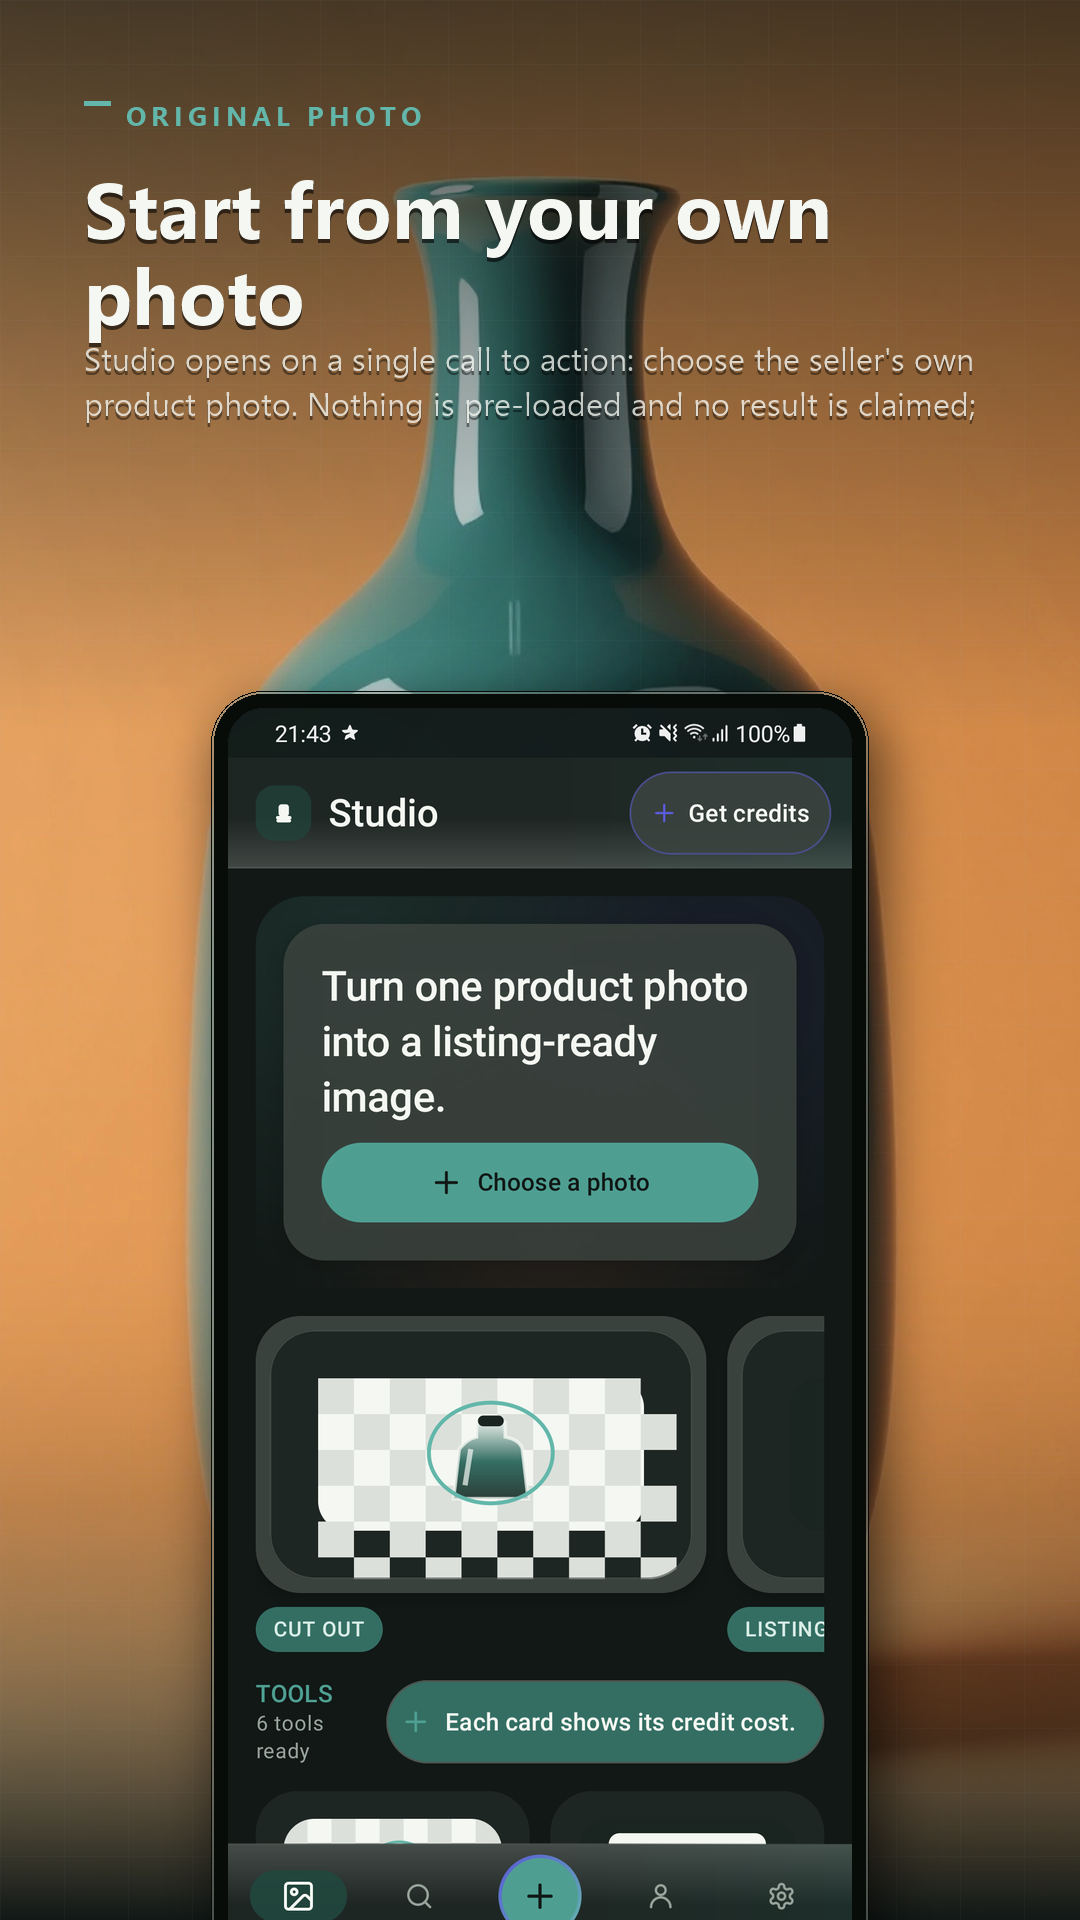 ORIGINAL PHOTO
Start from your own
photo
Studio opens on a single call to action: choose the seller's own
product photo. Nothing is pre-loaded and no result is claimed;
21:43
100%
Studio
+ Get credits
Turn one product photo
into a listing-ready
image.
+ Choose a photo
CUT OUT
LISTING
TOOLS
6 tools
ready
+ Each card shows its credit cost.